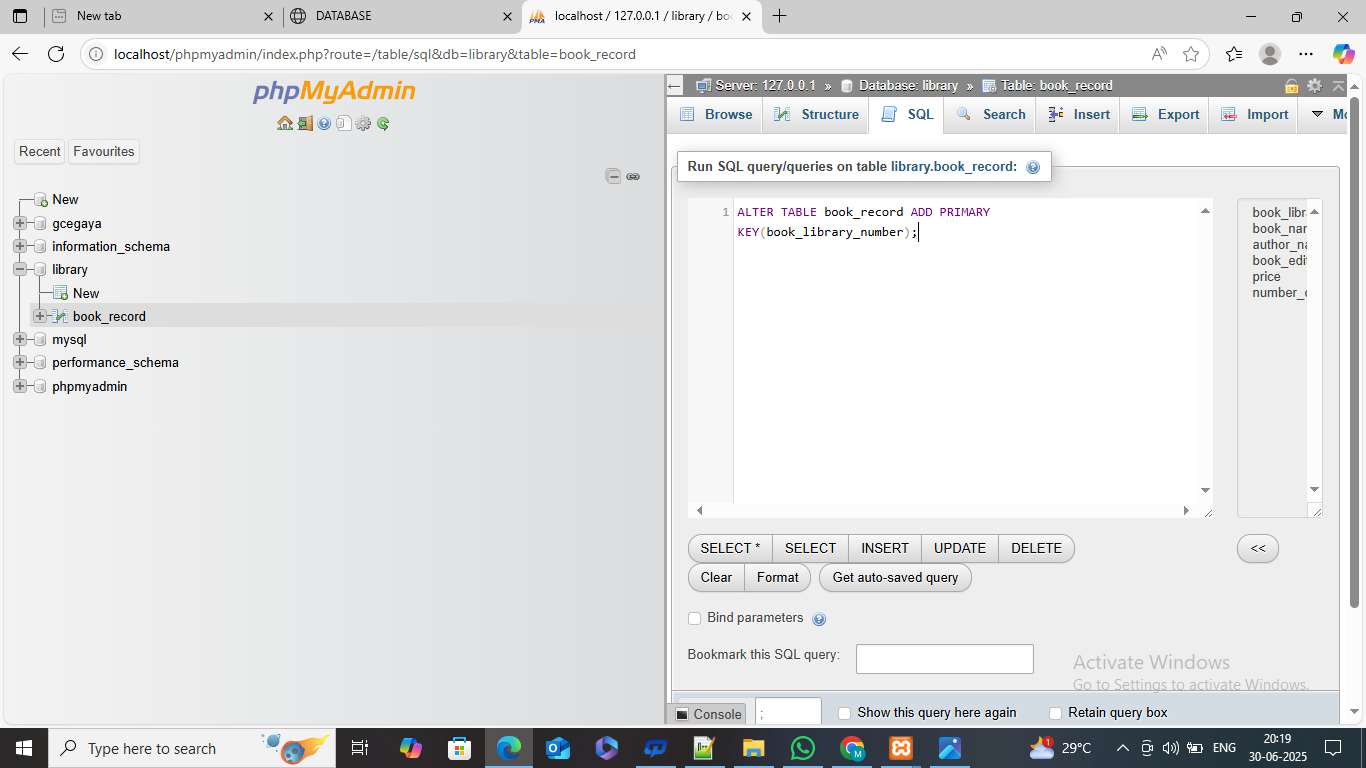 New tab
DATABASE
localhost / 127.0.0.1 / library / bo
localhost/phpmyadmin/index.php?route=/table/sql&db=library&table=book_record
phpMyAdmin
Recent
Favourites
New
gcegaya
information_schema
library
New
book_record
mysql
performance_schema
phpmyadmin
Server: 127.0.0.1 » Database: library » Table: book_record
Browse
Structure
SQL
Search
Insert
Export
Import
Mo
Run SQL query/queries on table library.book_record:
1 ALTER TABLE book_record ADD PRIMARY
KEY(book_library_number);
book_libr
book_nar
author_na
book_edit
price
number_o
SELECT *
SELECT
INSERT
UPDATE
DELETE
<<
Clear
Format
Get auto-saved query
Bind parameters
Bookmark this SQL query:
Activate Windows
Go to Settings to activate Windows.
Console
;
Show this query here again
Retain query box
Type here to search
1
29°C
ENG
20:19
30-06-2025